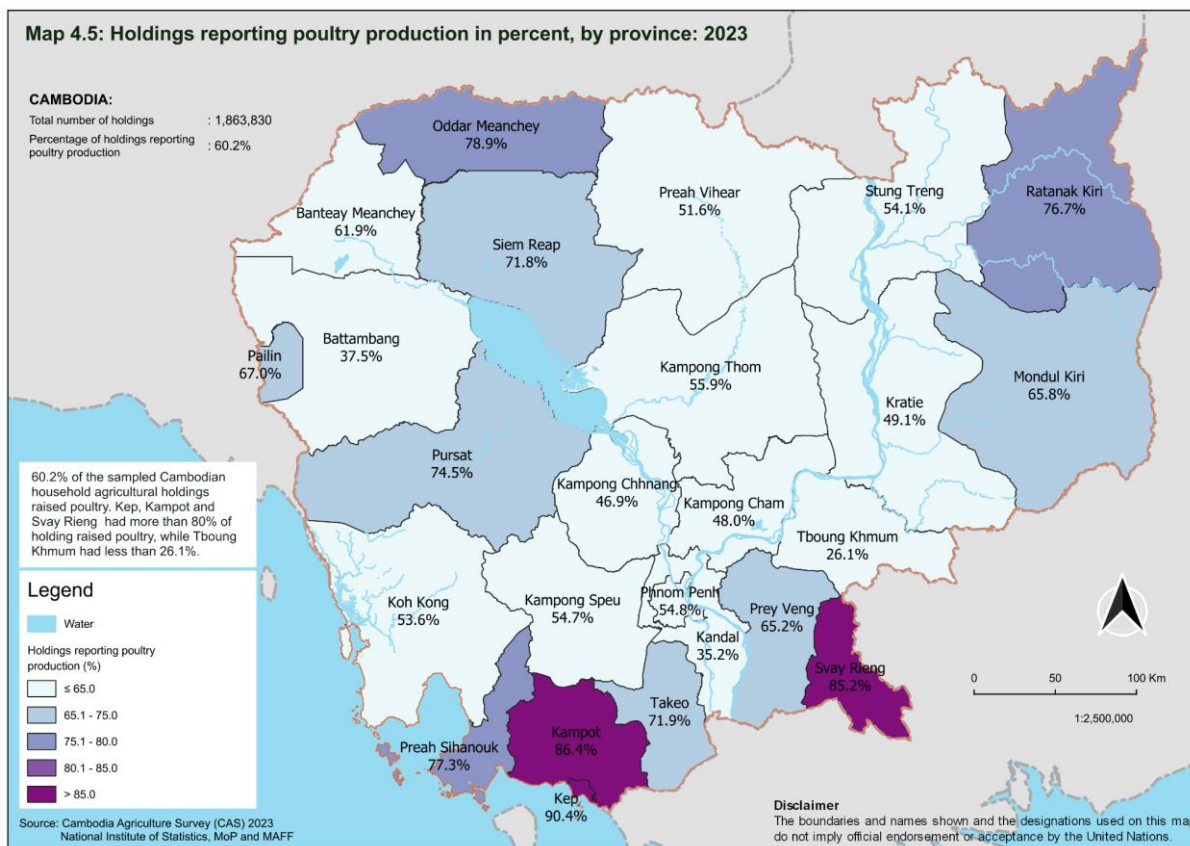 Map 4.5: Holdings reporting poultry production in percent, by province: 2023
CAMBODIA:
Total number of holdings : 1,863,830
Percentage of holdings reporting
poultry production : 60.2%
Oddar Meanchey
78.9%
Banteay Meanchey
61.9%
Siem Reap
71.8%
Preah Vihear
51.6%
Stung Treng
54.1%
Ratanak Kiri
76.7%
Battambang
37.5%
Pailin
67.0%
Kampong Thom
55.9%
Kratie
49.1%
Mondul Kiri
65.8%
Pursat
74.5%
Kampong Chhnang
46.9%
Kampong Cham
48.0%
Tboung Khmum
26.1%
Koh Kong
53.6%
Kampong Speu
54.7%
Phnom Penh
54.8%
Kandal
35.2%
Prey Veng
65.2%
Svay Rieng
85.2%
Takeo
71.9%
Kampot
86.4%
Preah Sihanouk
77.3%
Kep
90.4%
60.2% of the sampled Cambodian
household agricultural holdings
raised poultry. Kep, Kampot and
Svay Rieng had more than 80% of
holding raised poultry, while Tboung
Khmum had less than 26.1%.
Legend
Water
Holdings reporting poultry
production (%)
≤ 65.0
65.1 - 75.0
75.1 - 80.0
80.1 - 85.0
> 85.0
0 50 100 Km
1:2,500,000
Source: Cambodia Agriculture Survey (CAS) 2023
National Institute of Statistics, MoP and MAFF
Disclaimer
The boundaries and names shown and the designations used on this map
do not imply official endorsement or acceptance by the United Nations.